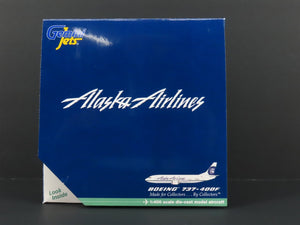 Gemini
Jets
Alaska Airlines
Look
Inside
BOEING 737-400F
Made for Collectors . . . By Collectors
1:400 scale die-cast model aircraft